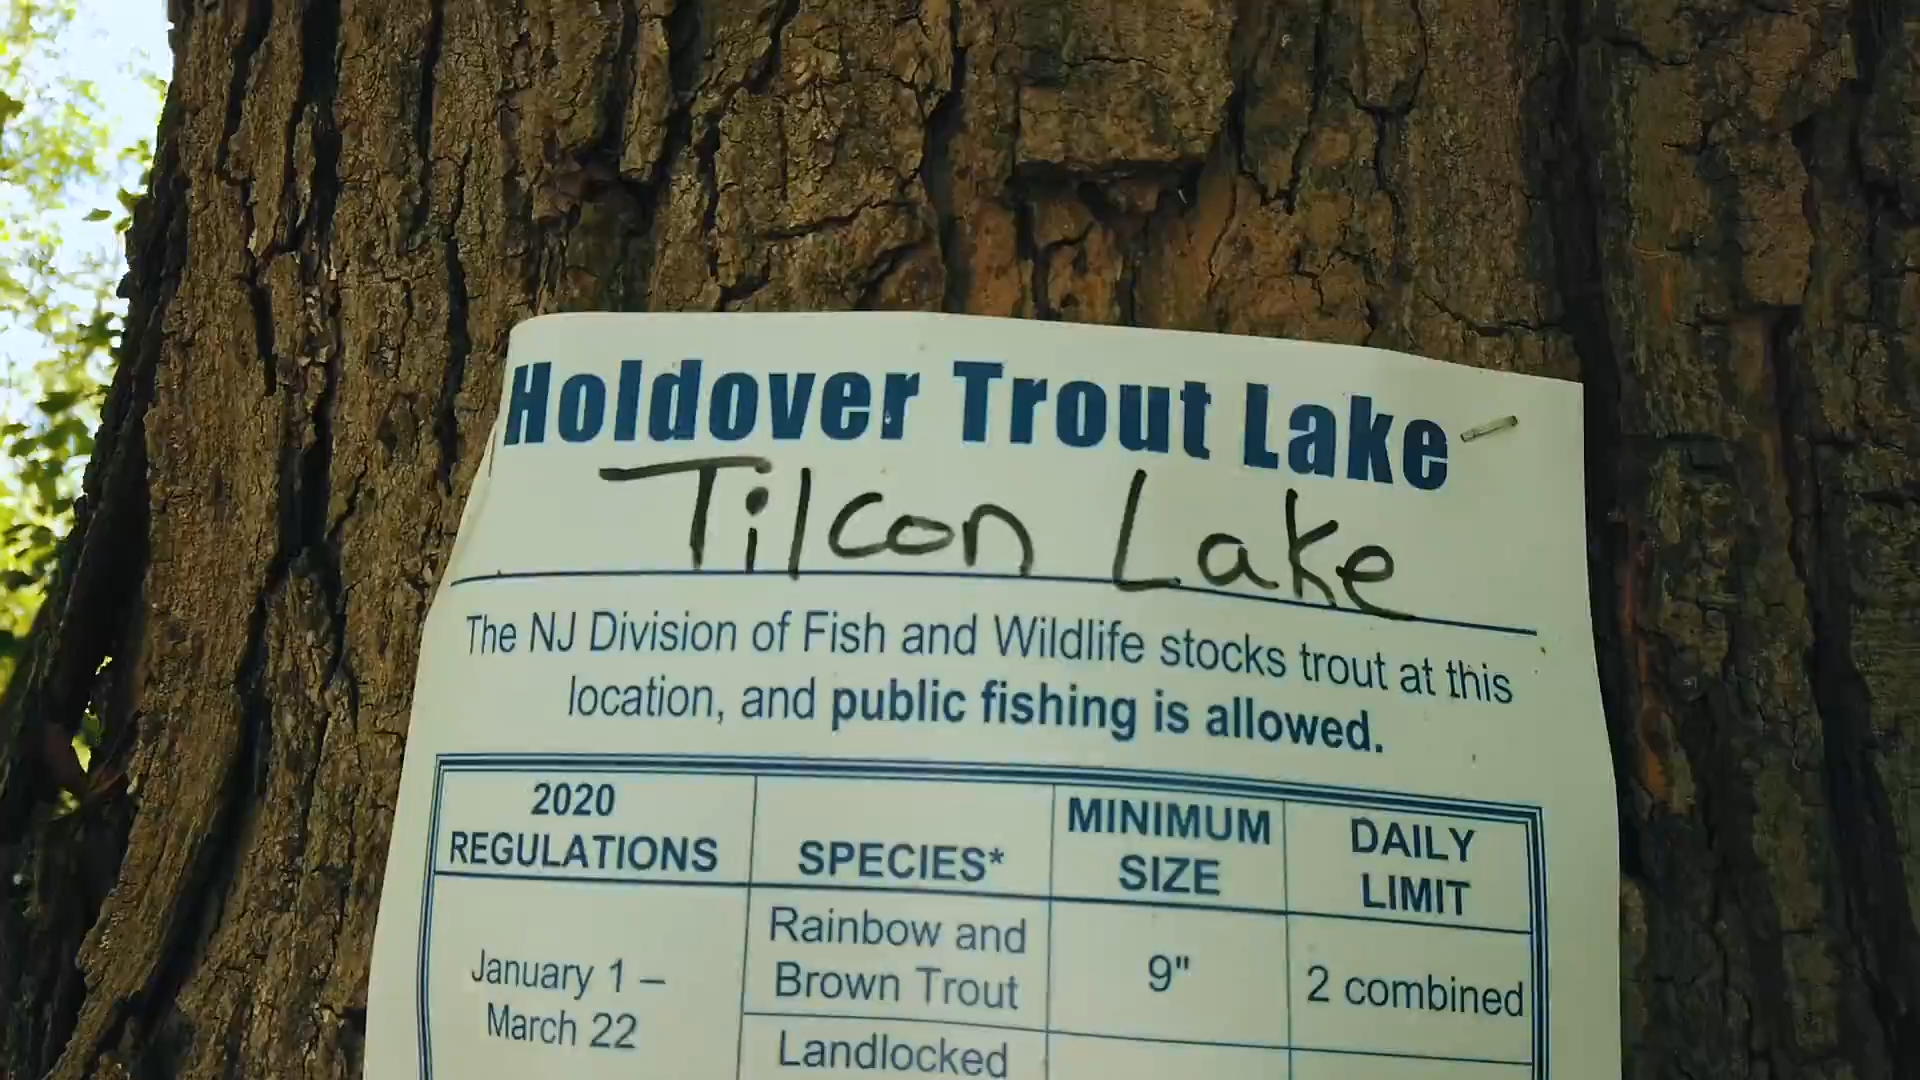 Holdover Trout Lake
Tilcon Lake
The NJ Division of Fish and Wildlife stocks trout at this
location, and public fishing is allowed.
2020
REGULATIONS
SPECIES*
MINIMUM
SIZE
DAILY
LIMIT
January 1 –
March 22
Rainbow and
Brown Trout
9"
2 combined
Landlocked